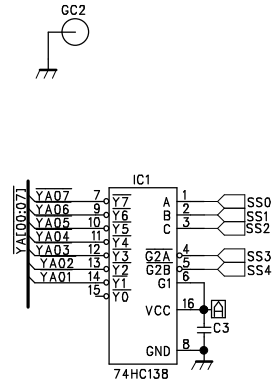 GC2
IC1
YA[00:07]
YA07 7 Y7 A 1 SS0
YA06 9 Y6 B 2 SS1
YA05 10 Y5 C 3 SS2
YA04 11 Y4
YA03 12 Y3 G2A 4 SS3
YA02 13 Y2 G2B 5 SS4
YA01 14 Y1 G1 6
15 Y0
VCC 16 A
C3
GND 8
74HC138